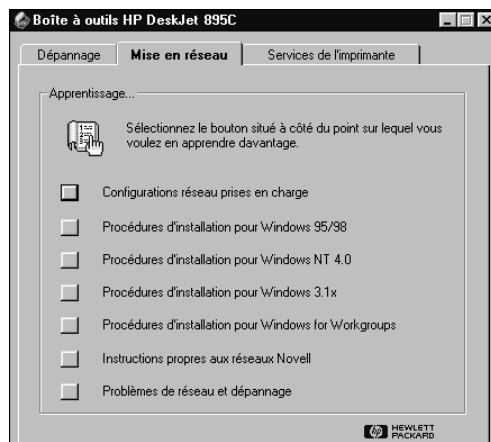 Boîte à outils HP DeskJet 895C
Dépannage Mise en réseau Services de l'imprimante
Apprentissage...
Sélectionnez le bouton situé à côté du point sur lequel vous
voulez en apprendre davantage.
Configurations réseau prises en charge
Procédures d'installation pour Windows 95/98
Procédures d'installation pour Windows NT 4.0
Procédures d'installation pour Windows 3.1x
Procédures d'installation pour Windows for Workgroups
Instructions propres aux réseaux Novell
Problèmes de réseau et dépannage
hp HEWLETT
PACKARD